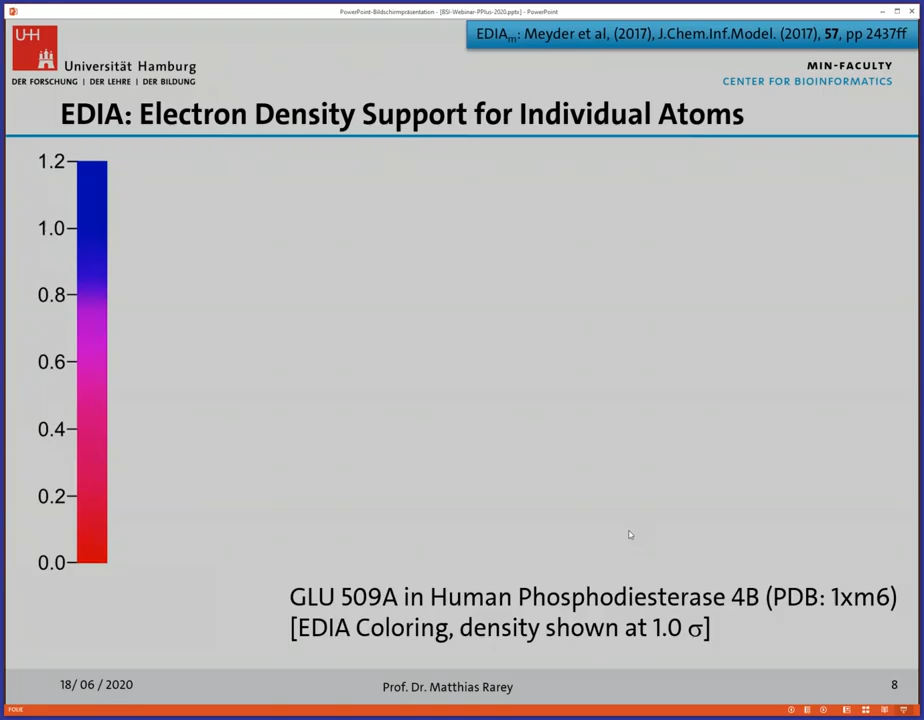 PowerPoint-Bildschirmpräsentation - [BSI-Webinar-PPlus-2020.pptx] - PowerPoint
EDIAm: Meyder et al, (2017), J.Chem.Inf.Model. (2017), 57, pp 2437ff
UHH
Universität Hamburg
DER FORSCHUNG | DER LEHRE | DER BILDUNG
MIN-FACULTY
CENTER FOR BIOINFORMATICS
EDIA: Electron Density Support for Individual Atoms
1.2
1.0
0.8
0.6
0.4
0.2
0.0
GLU 509A in Human Phosphodiesterase 4B (PDB: 1xm6)
[EDIA Coloring, density shown at 1.0 σ]
18/ 06 / 2020
Prof. Dr. Matthias Rarey
8
FOLIE